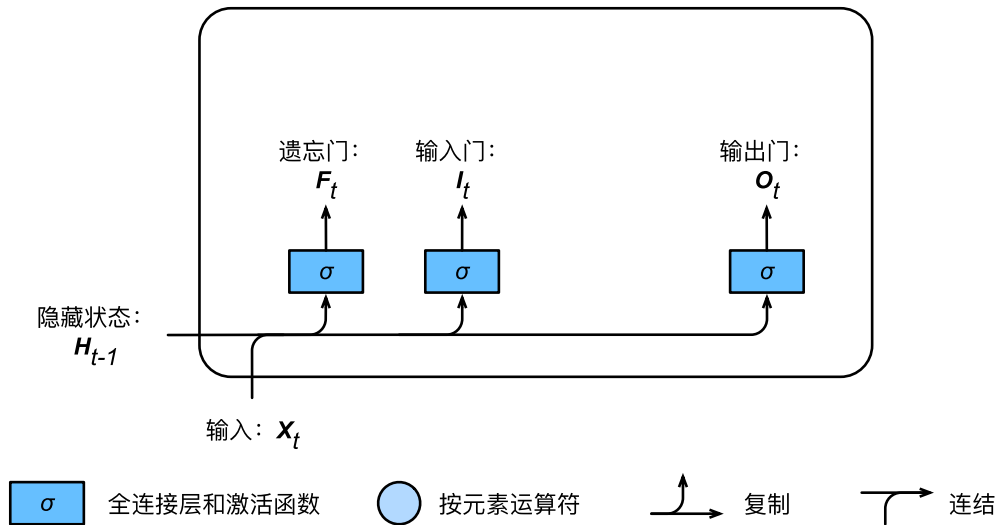 遗忘门: 输入门: 输出门:
F_t I_t O_t
σ σ σ
隐藏状态:
H_{t-1}
输入: X_t
σ 全连接层和激活函数 按元素运算符 复制 连结